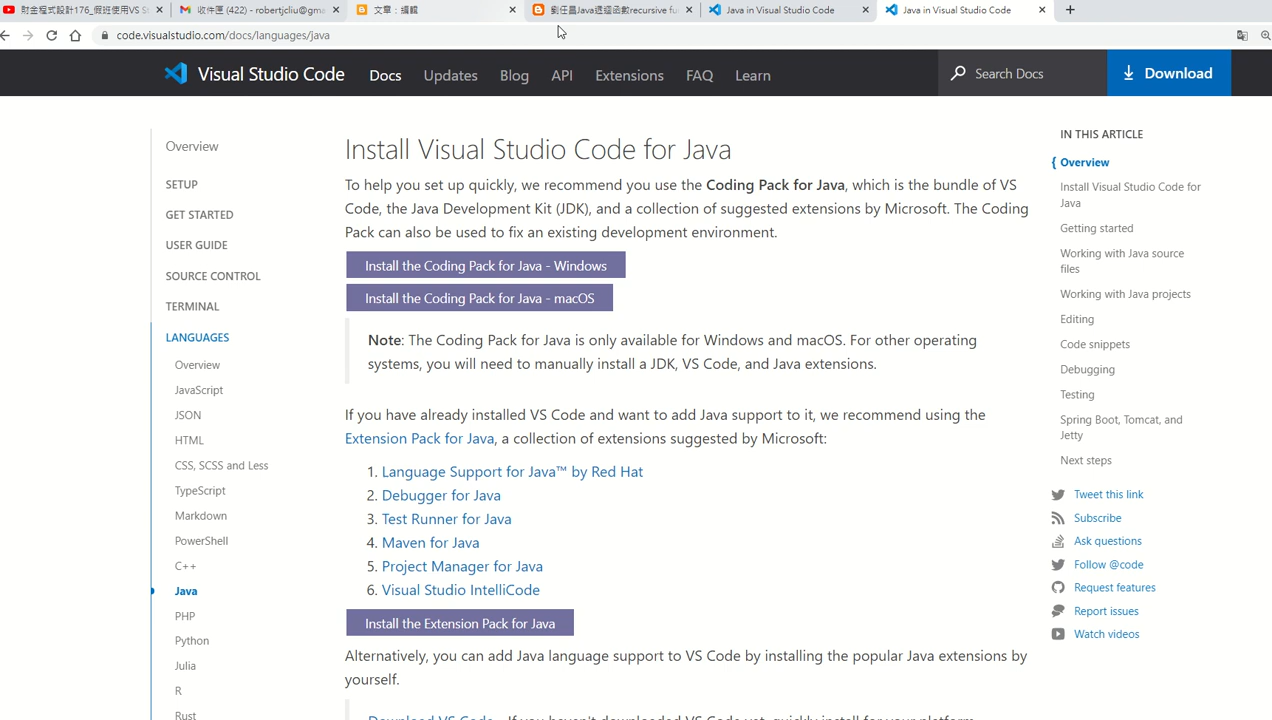 財金程式設計176_假班使用VS S
收件匣 (422) - robertjcliu@gma
文章：編輯
劉任昌Java遞迴函數recursive fu
Java in Visual Studio Code
Java in Visual Studio Code
code.visualstudio.com/docs/languages/java
Visual Studio Code
Docs
Updates
Blog
API
Extensions
FAQ
Learn
Search Docs
Download
Overview
SETUP
GET STARTED
USER GUIDE
SOURCE CONTROL
TERMINAL
LANGUAGES
Overview
JavaScript
JSON
HTML
CSS, SCSS and Less
TypeScript
Markdown
PowerShell
C++
Java
PHP
Python
Julia
R
Rust
Install Visual Studio Code for Java
To help you set up quickly, we recommend you use the Coding Pack for Java, which is the bundle of VS
Code, the Java Development Kit (JDK), and a collection of suggested extensions by Microsoft. The Coding
Pack can also be used to fix an existing development environment.
Install the Coding Pack for Java - Windows
Install the Coding Pack for Java - macOS
Note: The Coding Pack for Java is only available for Windows and macOS. For other operating
systems, you will need to manually install a JDK, VS Code, and Java extensions.
If you have already installed VS Code and want to add Java support to it, we recommend using the
Extension Pack for Java, a collection of extensions suggested by Microsoft:
1. Language Support for Java™ by Red Hat
2. Debugger for Java
3. Test Runner for Java
4. Maven for Java
5. Project Manager for Java
6. Visual Studio IntelliCode
Install the Extension Pack for Java
Alternatively, you can add Java language support to VS Code by installing the popular Java extensions by
yourself.
Download VS Code - If you haven't downloaded VS Code yet, quickly install for your platform
IN THIS ARTICLE
Overview
Install Visual Studio Code for
Java
Getting started
Working with Java source
files
Working with Java projects
Editing
Code snippets
Debugging
Testing
Spring Boot, Tomcat, and
Jetty
Next steps
Tweet this link
Subscribe
Ask questions
Follow @code
Request features
Report issues
Watch videos